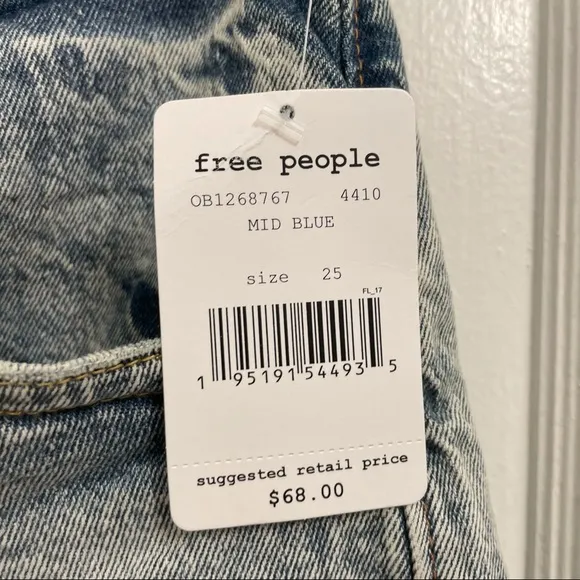 free people
OB1268767 4410
MID BLUE
size 25
FL_17
1 95191 54493 5
suggested retail price
$68.00